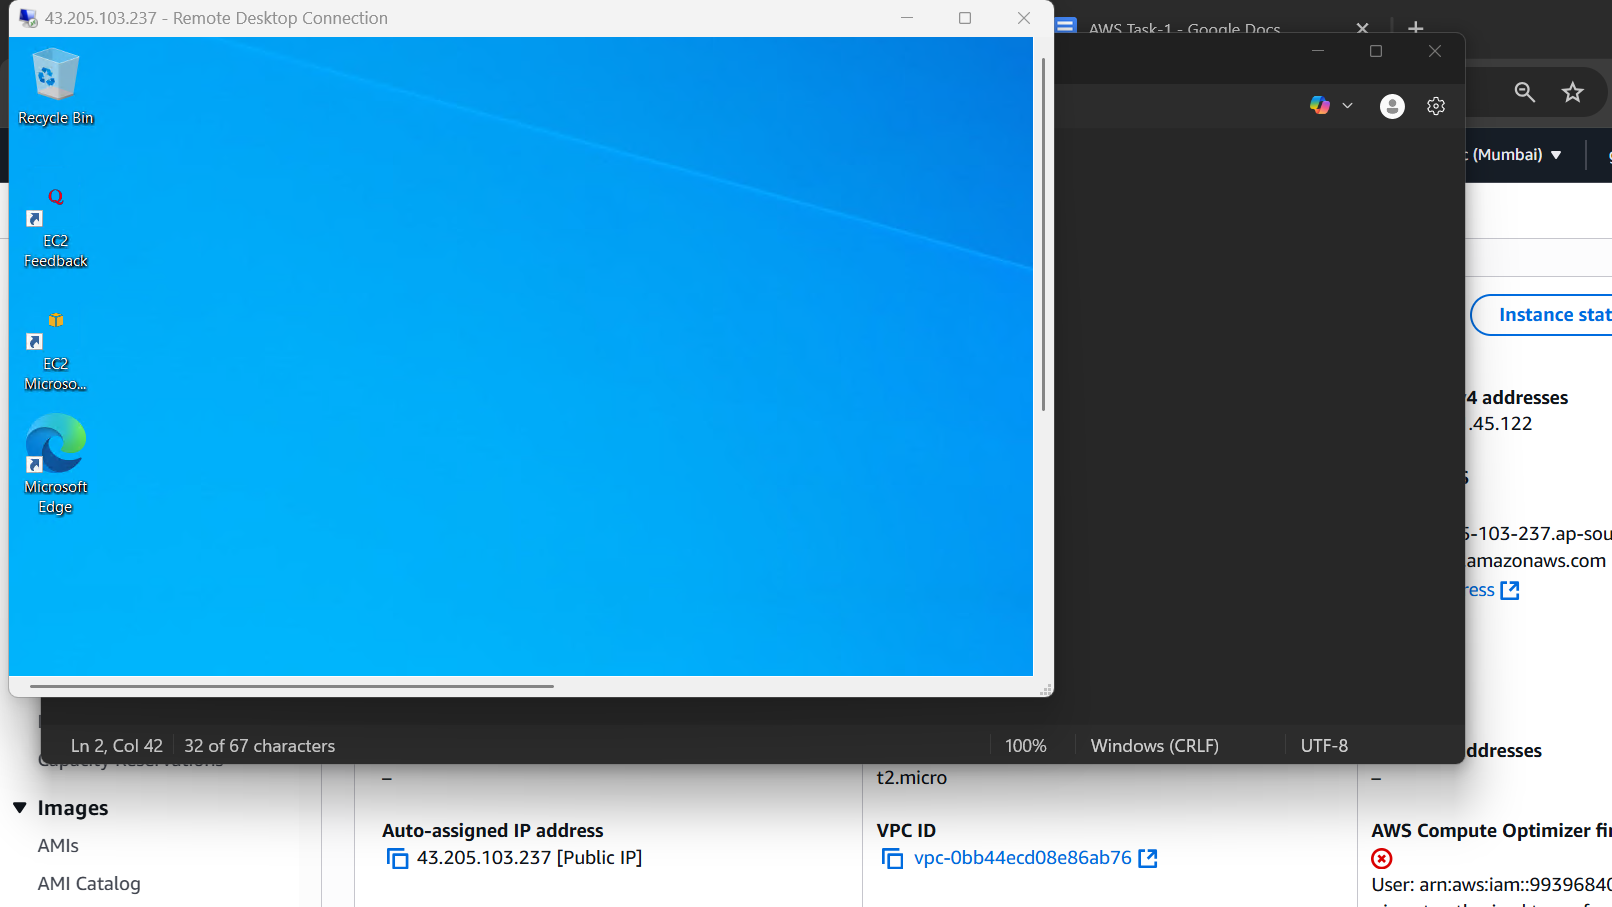 43.205.103.237 - Remote Desktop Connection
AWS Task-1 - Google Docs
Recycle Bin
(Mumbai)
EC2
Feedback
Instance stat
EC2
Microso...
4 addresses
.45.122
Microsoft
Edge
-103-237.ap-sou
amazonaws.com
ress
Ln 2, Col 42
32 of 67 characters
100%
Windows (CRLF)
UTF-8
ddresses
Capacity Reservations
–
t2.micro
–
Images
Auto-assigned IP address
VPC ID
AWS Compute Optimizer fi
AMIs
43.205.103.237 [Public IP]
vpc-0bb44ecd08e86ab76
AMI Catalog
User: arn:aws:iam::99396840